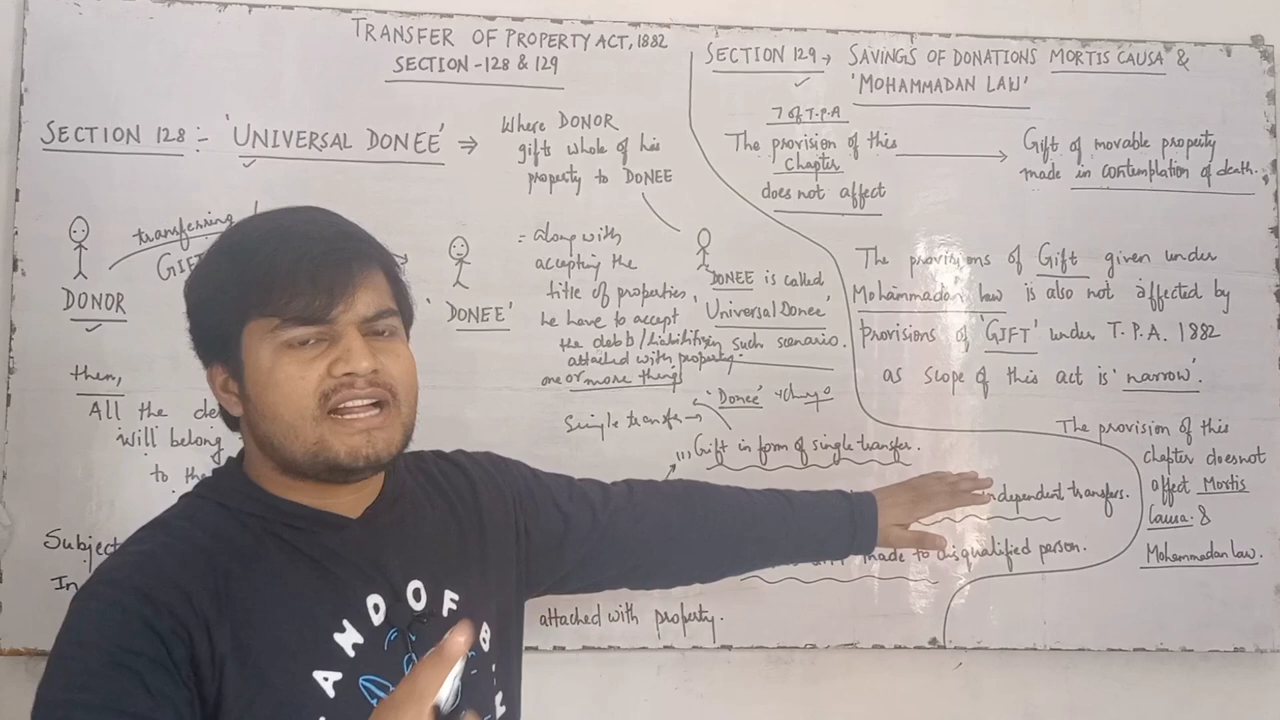 TRANSFER OF PROPERTY ACT, 1882
SECTION - 128 & 129
SECTION 128 :- 'UNIVERSAL DONEE' ⇒
Where DONOR
gifts whole of his
property to DONEE
transferring
GIFT
DONOR
'DONEE'
= along with
accepting the
title of properties,
he have to accept
the debts/liabilities
attached with property.
one or more things
DONEE is called
'Universal Donee'
in such scenario.
then,
All the de
will belong
to the
Subject
In
'Donee'
Single transfer →
Gift in form of single transfer.
independent transfers.
made to disqualified person.
attached with property.
SECTION 129 → SAVINGS OF DONATIONS MORTIS CAUSA &
'MOHAMMADAN LAW'
7 of T.P.A
The provision of this
chapter
does not affect
Gift of movable property
made in contemplation of death.
The provisions of Gift given under
Mohammadan law is also not affected by
provisions of 'GIFT' under T.P.A. 1882
as scope of this act is 'narrow'.
The provision of this
chapter doesnot
affect Mortis
Causa &
Mohammadan law.
AND OF B